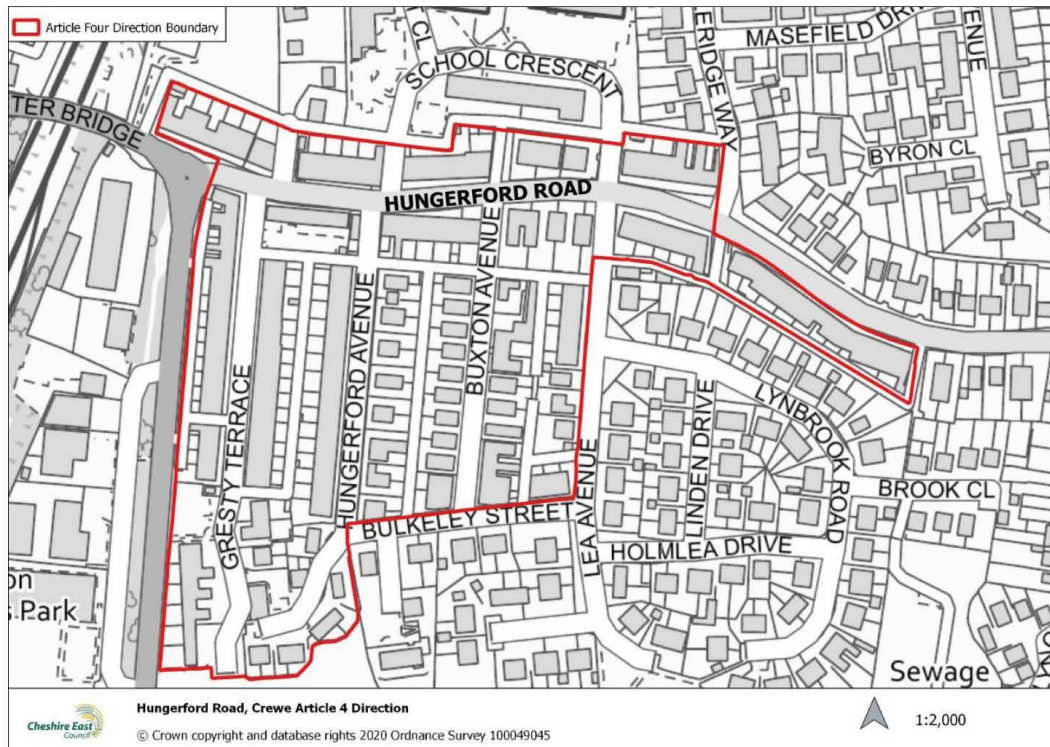 Article Four Direction Boundary
MASEFIELD DRI
ENUE
T CL
SCHOOL CRESCENT
ERIDGE WAY
TER BRIDGE
BYRON CL
HUNGERFORD ROAD
HUNGERFORD AVENUE
BUXTON AVENUE
GRESTY TERRACE
LYNBROOK ROAD
LINDEN DRIVE
BROOK CL
BULKELEY STREET
LEA AVENUE
HOLMLEA DRIVE
on
s Park
Sewage
LYNC
Cheshire East
Council
Hungerford Road, Crewe Article 4 Direction
© Crown copyright and database rights 2020 Ordnance Survey 100049045
1:2,000